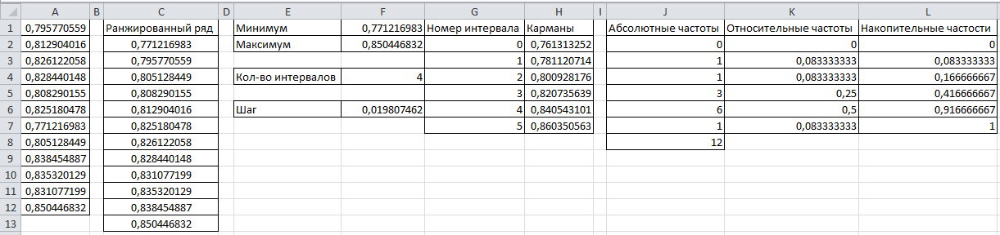 A B C D E F G H I J K L
1 0,795770559 Ранжированный ряд Минимум 0,771216983 Номер интервала Карманы Абсолютные частоты Относительные частоты Накопительные частости
2 0,812904016 0,771216983 Максимум 0,850446832 0 0,761313252 0 0 0
3 0,826122058 0,795770559 1 0,781120714 1 0,083333333 0,083333333
4 0,828440148 0,805128449 Кол-во интервалов 4 2 0,800928176 1 0,083333333 0,166666667
5 0,808290155 0,808290155 3 0,820735639 3 0,25 0,416666667
6 0,825180478 0,812904016 Шаг 0,019807462 4 0,840543101 6 0,5 0,916666667
7 0,771216983 0,825180478 5 0,860350563 1 0,083333333 1
8 0,805128449 0,826122058 12
9 0,838454887 0,828440148
10 0,835320129 0,831077199
11 0,831077199 0,835320129
12 0,850446832 0,838454887
13 0,850446832